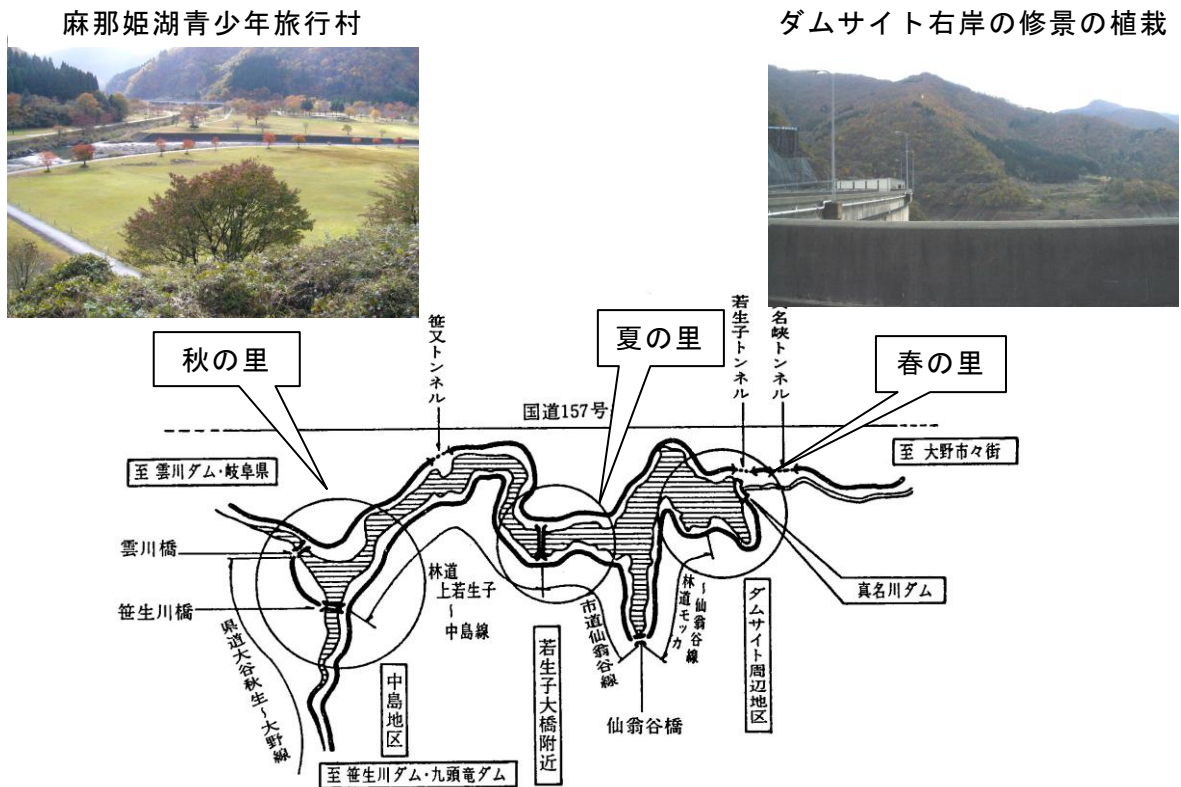 麻那姫湖青少年旅行村
ダムサイト右岸の修景の植栽
秋の里
夏の里
春の里
笹又トンネル
若生子トンネル
名峡トンネル
国道157号
至 雲川ダム・岐阜県
至 大野市々街
雲川橋
笹生川橋
県道大谷秋生～大野線
林道
上若生子
～
中島線
中島地区
若生子大橋附近
市道仙翁谷線
仙翁谷橋
林道モッカ
～仙翁谷線
ダムサイト周辺地区
真名川ダム
至 笹生川ダム・九頭竜ダム